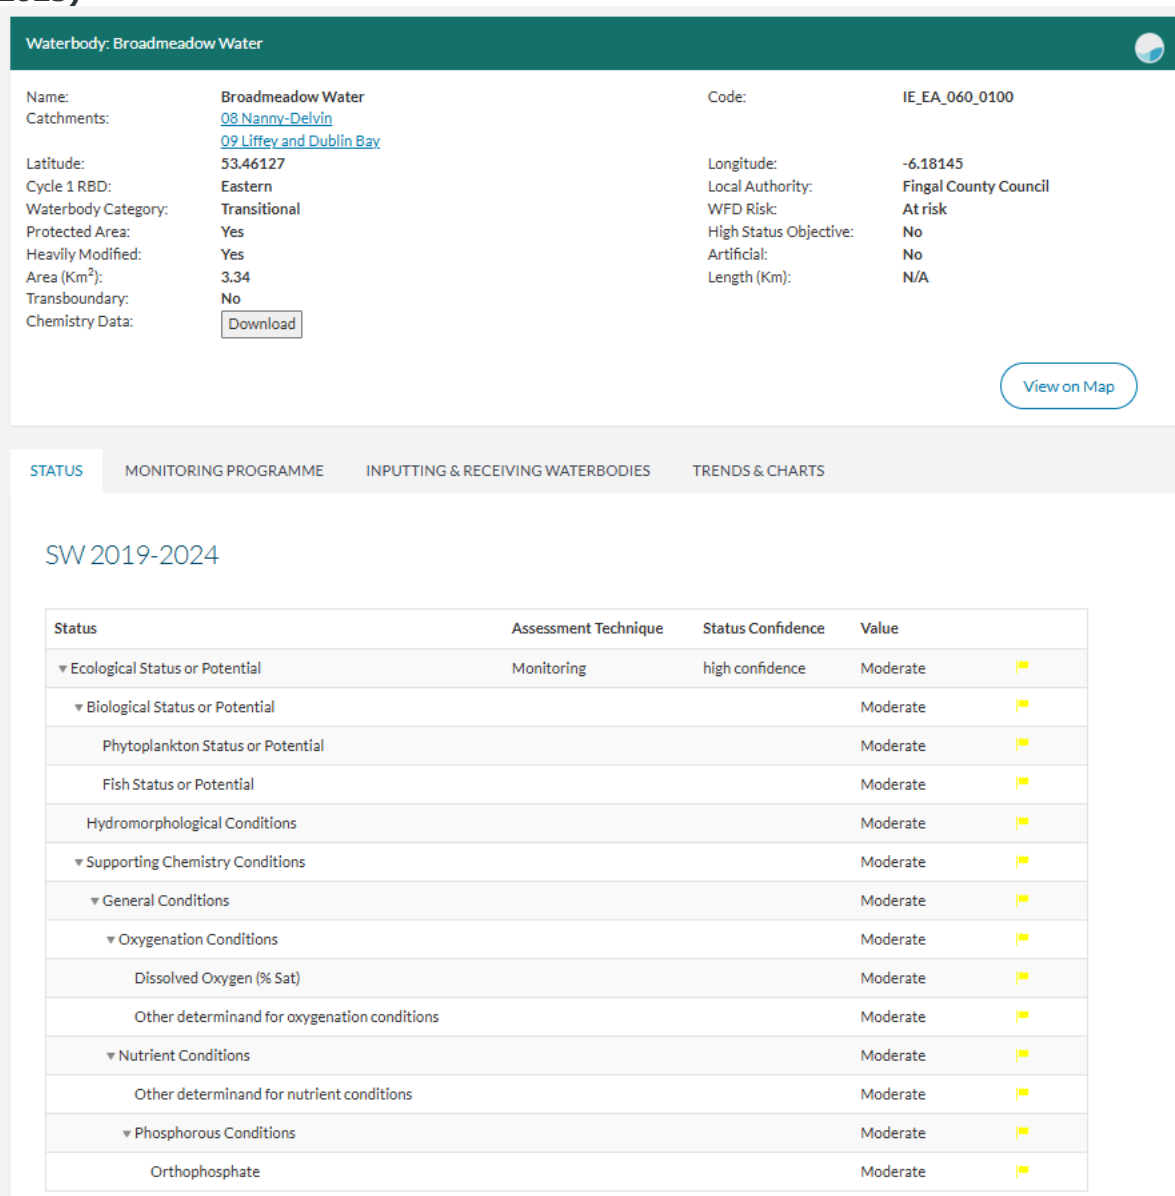 Waterbody: Broadmeadow Water
Name: Broadmeadow Water Code: IE_EA_060_0100
Catchments: 08 Nanny-Delvin
09 Liffey and Dublin Bay
Latitude: 53.46127 Longitude: -6.18145
Cycle 1 RBD: Eastern Local Authority: Fingal County Council
Waterbody Category: Transitional WFD Risk: At risk
Protected Area: Yes High Status Objective: No
Heavily Modified: Yes Artificial: No
Area (Km2): 3.34 Length (Km): N/A
Transboundary: No
Chemistry Data: Download
View on Map
STATUS MONITORING PROGRAMME INPUTTING & RECEIVING WATERBODIES TRENDS & CHARTS
SW 2019-2024
Status Assessment Technique Status Confidence Value
Ecological Status or Potential Monitoring high confidence Moderate
Biological Status or Potential Moderate
Phytoplankton Status or Potential Moderate
Fish Status or Potential Moderate
Hydromorphological Conditions Moderate
Supporting Chemistry Conditions Moderate
General Conditions Moderate
Oxygenation Conditions Moderate
Dissolved Oxygen (% Sat) Moderate
Other determinand for oxygenation conditions Moderate
Nutrient Conditions Moderate
Other determinand for nutrient conditions Moderate
Phosphorous Conditions Moderate
Orthophosphate Moderate